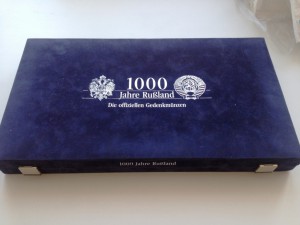 1000
Jahre Rußland
Die offiziellen Gedenkmünzen
1000 Jahre Rußland